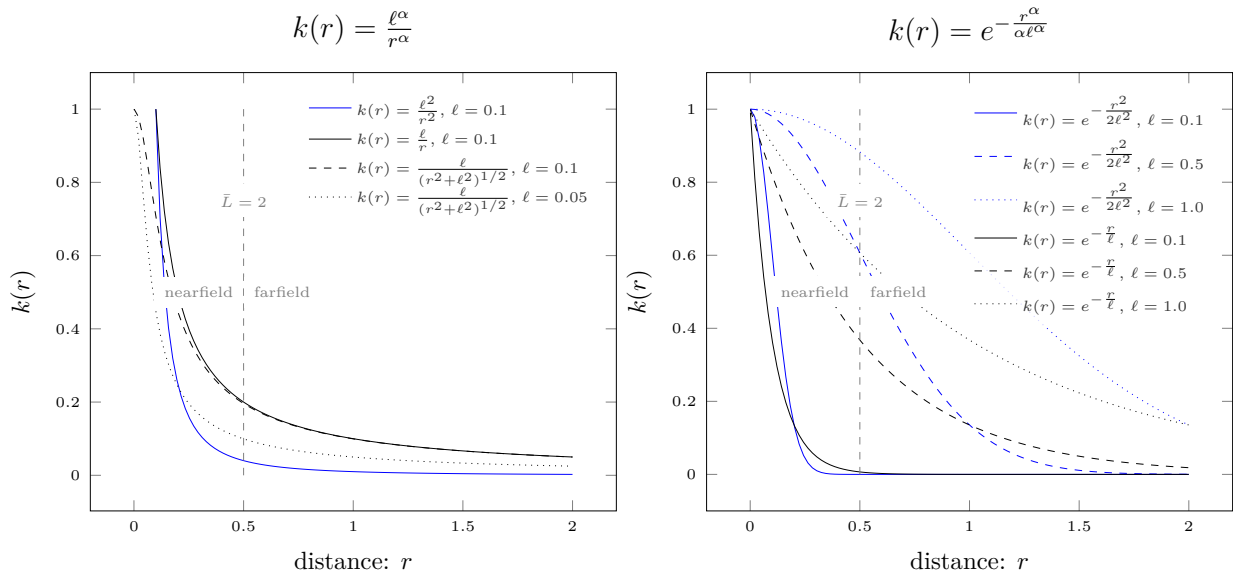 k(r) = ℓ^α / r^α
k(r)
1
0.8
0.6
0.4
0.2
0
k(r) = ℓ²/r², ℓ = 0.1
k(r) = ℓ/r, ℓ = 0.1
k(r) = ℓ/(r²+ℓ²)^{1/2}, ℓ = 0.1
k(r) = ℓ/(r²+ℓ²)^{1/2}, ℓ = 0.05
L̄ = 2
nearfield farfield
0 0.5 1 1.5 2
distance: r
k(r) = e^{-r^α/(αℓ^α)}
k(r)
1
0.8
0.6
0.4
0.2
0
k(r) = e^{-r²/(2ℓ²)}, ℓ = 0.1
k(r) = e^{-r²/(2ℓ²)}, ℓ = 0.5
k(r) = e^{-r²/(2ℓ²)}, ℓ = 1.0
k(r) = e^{-r/ℓ}, ℓ = 0.1
k(r) = e^{-r/ℓ}, ℓ = 0.5
k(r) = e^{-r/ℓ}, ℓ = 1.0
L̄ = 2
nearfield farfield
0 0.5 1 1.5 2
distance: r